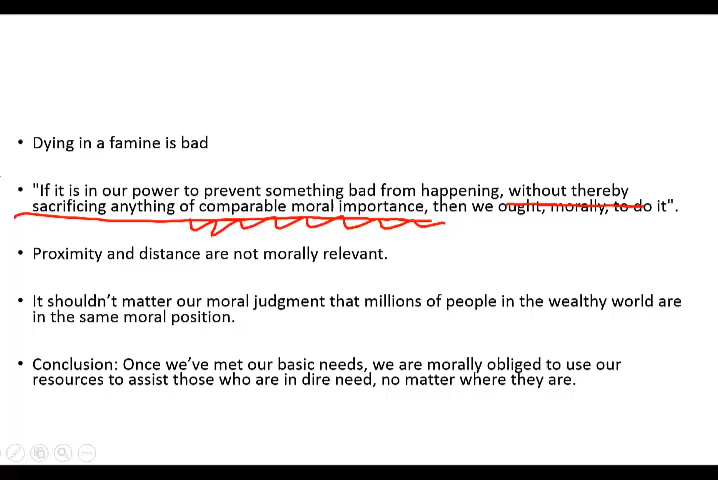 • Dying in a famine is bad
• "If it is in our power to prevent something bad from happening, without thereby
sacrificing anything of comparable moral importance, then we ought, morally, to do it".
• Proximity and distance are not morally relevant.
• It shouldn't matter our moral judgment that millions of people in the wealthy world are
in the same moral position.
• Conclusion: Once we've met our basic needs, we are morally obliged to use our
resources to assist those who are in dire need, no matter where they are.